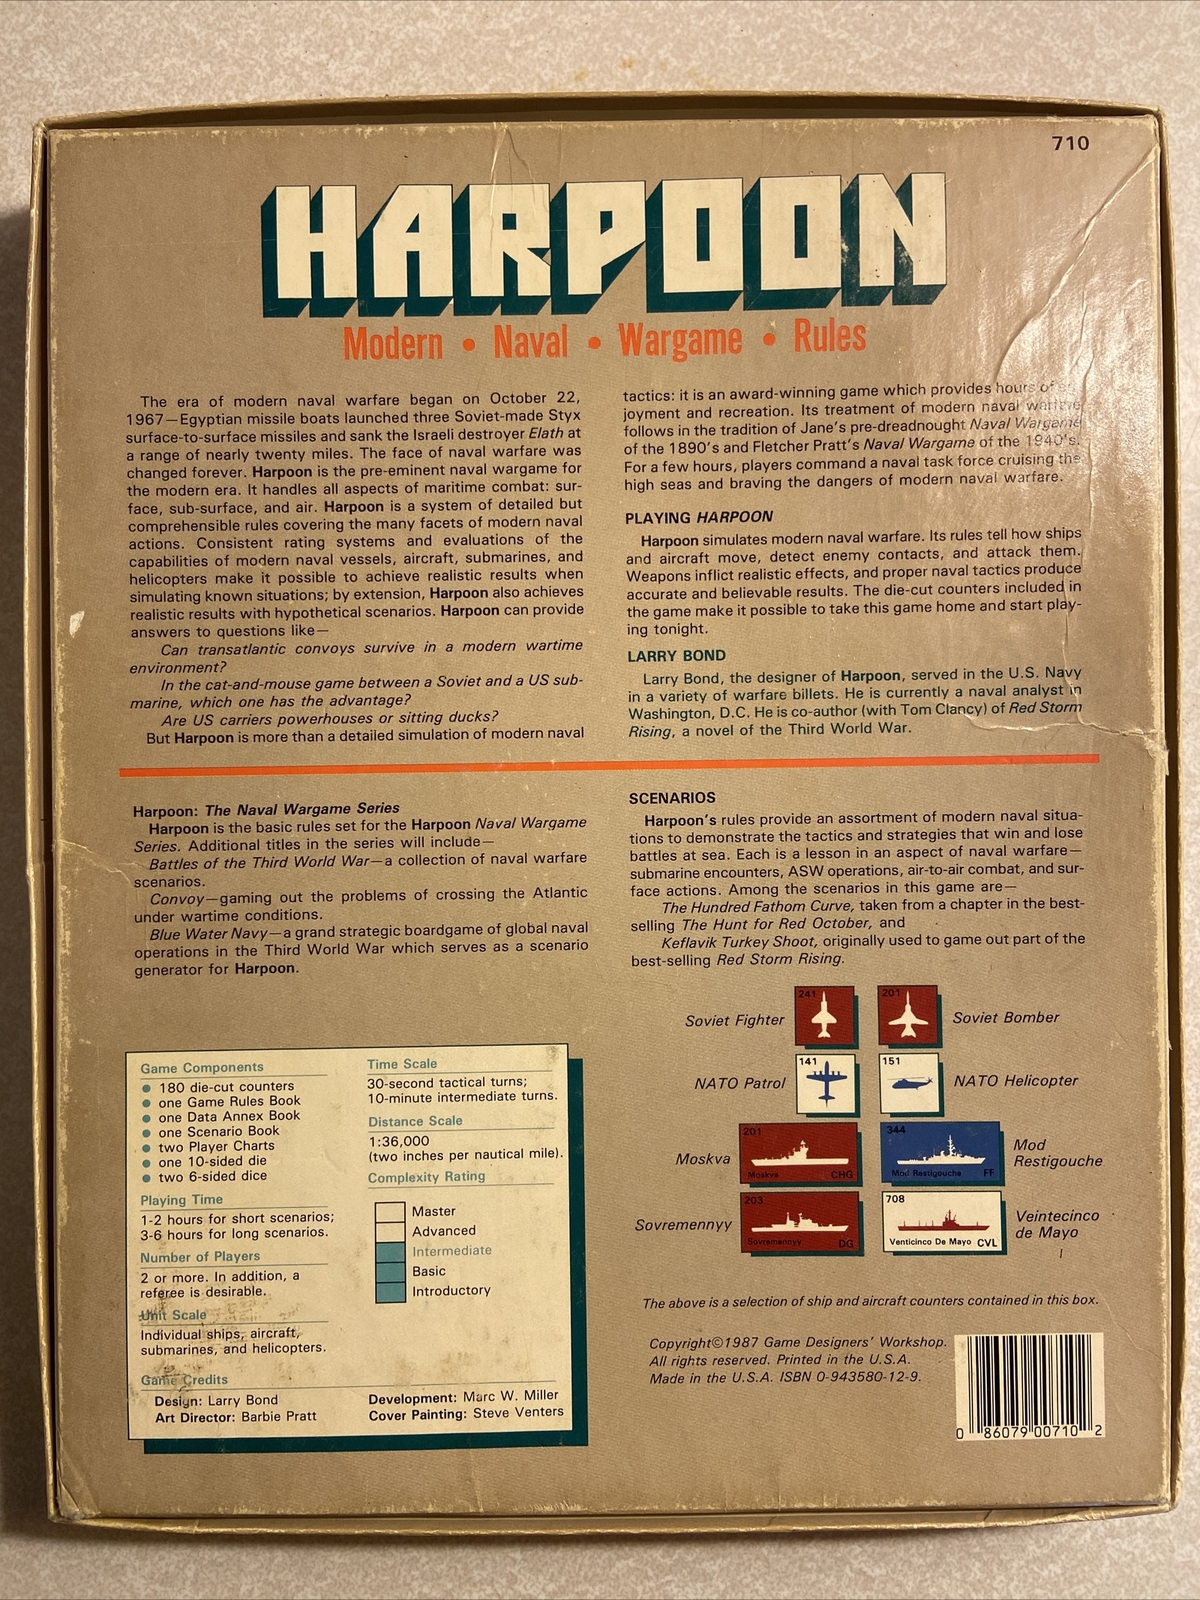 710
HARPOON
Modern • Naval • Wargame • Rules
The era of modern naval warfare began on October 22,
1967—Egyptian missile boats launched three Soviet-made Styx
surface-to-surface missiles and sank the Israeli destroyer Elath at
a range of nearly twenty miles. The face of naval warfare was
changed forever. Harpoon is the pre-eminent naval wargame for
the modern era. It handles all aspects of maritime combat: sur-
face, sub-surface, and air. Harpoon is a system of detailed but
comprehensible rules covering the many facets of modern naval
actions. Consistent rating systems and evaluations of the
capabilities of modern naval vessels, aircraft, submarines, and
helicopters make it possible to achieve realistic results when
simulating known situations; by extension, Harpoon also achieves
realistic results with hypothetical scenarios. Harpoon can provide
answers to questions like—
Can transatlantic convoys survive in a modern wartime
environment?
In the cat-and-mouse game between a Soviet and a US sub-
marine, which one has the advantage?
Are US carriers powerhouses or sitting ducks?
But Harpoon is more than a detailed simulation of modern naval
tactics: it is an award-winning game which provides hours of
joyment and recreation. Its treatment of modern naval warfare
follows in the tradition of Jane's pre-dreadnought Naval Wargame
of the 1890's and Fletcher Pratt's Naval Wargame of the 1940's.
For a few hours, players command a naval task force cruising the
high seas and braving the dangers of modern naval warfare.
PLAYING HARPOON
Harpoon simulates modern naval warfare. Its rules tell how ships
and aircraft move, detect enemy contacts, and attack them.
Weapons inflict realistic effects, and proper naval tactics produce
accurate and believable results. The die-cut counters included in
the game make it possible to take this game home and start play-
ing tonight.
LARRY BOND
Larry Bond, the designer of Harpoon, served in the U.S. Navy
in a variety of warfare billets. He is currently a naval analyst in
Washington, D.C. He is co-author (with Tom Clancy) of Red Storm
Rising, a novel of the Third World War.
Harpoon: The Naval Wargame Series
Harpoon is the basic rules set for the Harpoon Naval Wargame
Series. Additional titles in the series will include—
Battles of the Third World War—a collection of naval warfare
scenarios.
Convoy—gaming out the problems of crossing the Atlantic
under wartime conditions.
Blue Water Navy—a grand strategic boardgame of global naval
operations in the Third World War which serves as a scenario
generator for Harpoon.
SCENARIOS
Harpoon's rules provide an assortment of modern naval situa-
tions to demonstrate the tactics and strategies that win and lose
battles at sea. Each is a lesson in an aspect of naval warfare—
submarine encounters, ASW operations, air-to-air combat, and sur-
face actions. Among the scenarios in this game are—
The Hundred Fathom Curve, taken from a chapter in the best-
selling The Hunt for Red October, and
Keflavik Turkey Shoot, originally used to game out part of the
best-selling Red Storm Rising.
Game Components
• 180 die-cut counters
• one Game Rules Book
• one Data Annex Book
• one Scenario Book
• two Player Charts
• one 10-sided die
• two 6-sided dice
Playing Time
1-2 hours for short scenarios;
3-6 hours for long scenarios.
Number of Players
2 or more. In addition, a
referee is desirable.
Unit Scale
Individual ships, aircraft,
submarines, and helicopters.
Time Scale
30-second tactical turns;
10-minute intermediate turns.
Distance Scale
1:36,000
(two inches per nautical mile).
Complexity Rating
Master
Advanced
Intermediate
Basic
Introductory
Game Credits
Design: Larry Bond
Art Director: Barbie Pratt
Development: Marc W. Miller
Cover Painting: Steve Venters
Soviet Fighter
241
201
Soviet Bomber
NATO Patrol
141
151
NATO Helicopter
Moskva
201
Moskva CHG
344
Mod Restigouche FF
Mod
Restigouche
Sovremennyy
203
Sovremennyy DG
708
Venticinco De Mayo CVL
Veintecinco
de Mayo
The above is a selection of ship and aircraft counters contained in this box.
Copyright©1987 Game Designers' Workshop.
All rights reserved. Printed in the U.S.A.
Made in the U.S.A. ISBN 0-943580-12-9.
0 86079 00710 2